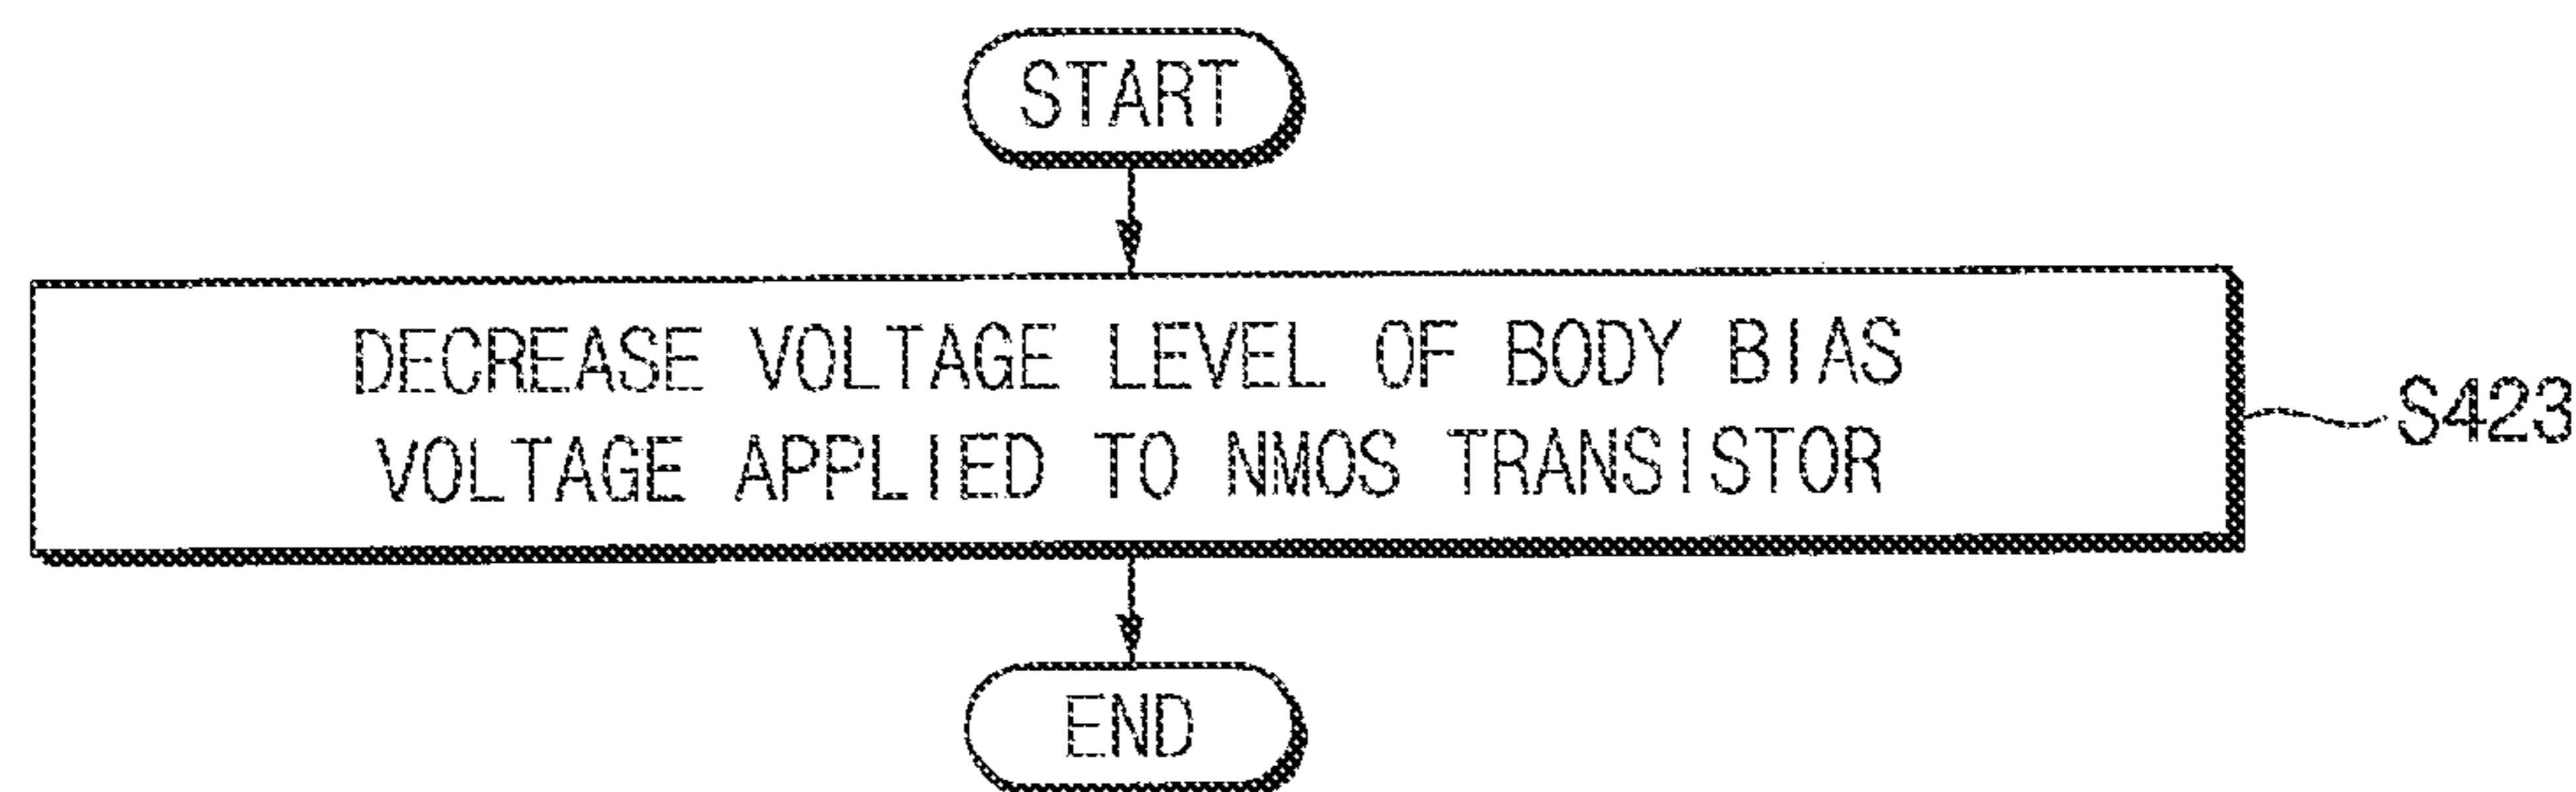 START
DECREASE VOLTAGE LEVEL OF BODY BIAS
VOLTAGE APPLIED TO NMOS TRANSISTOR
S423
END